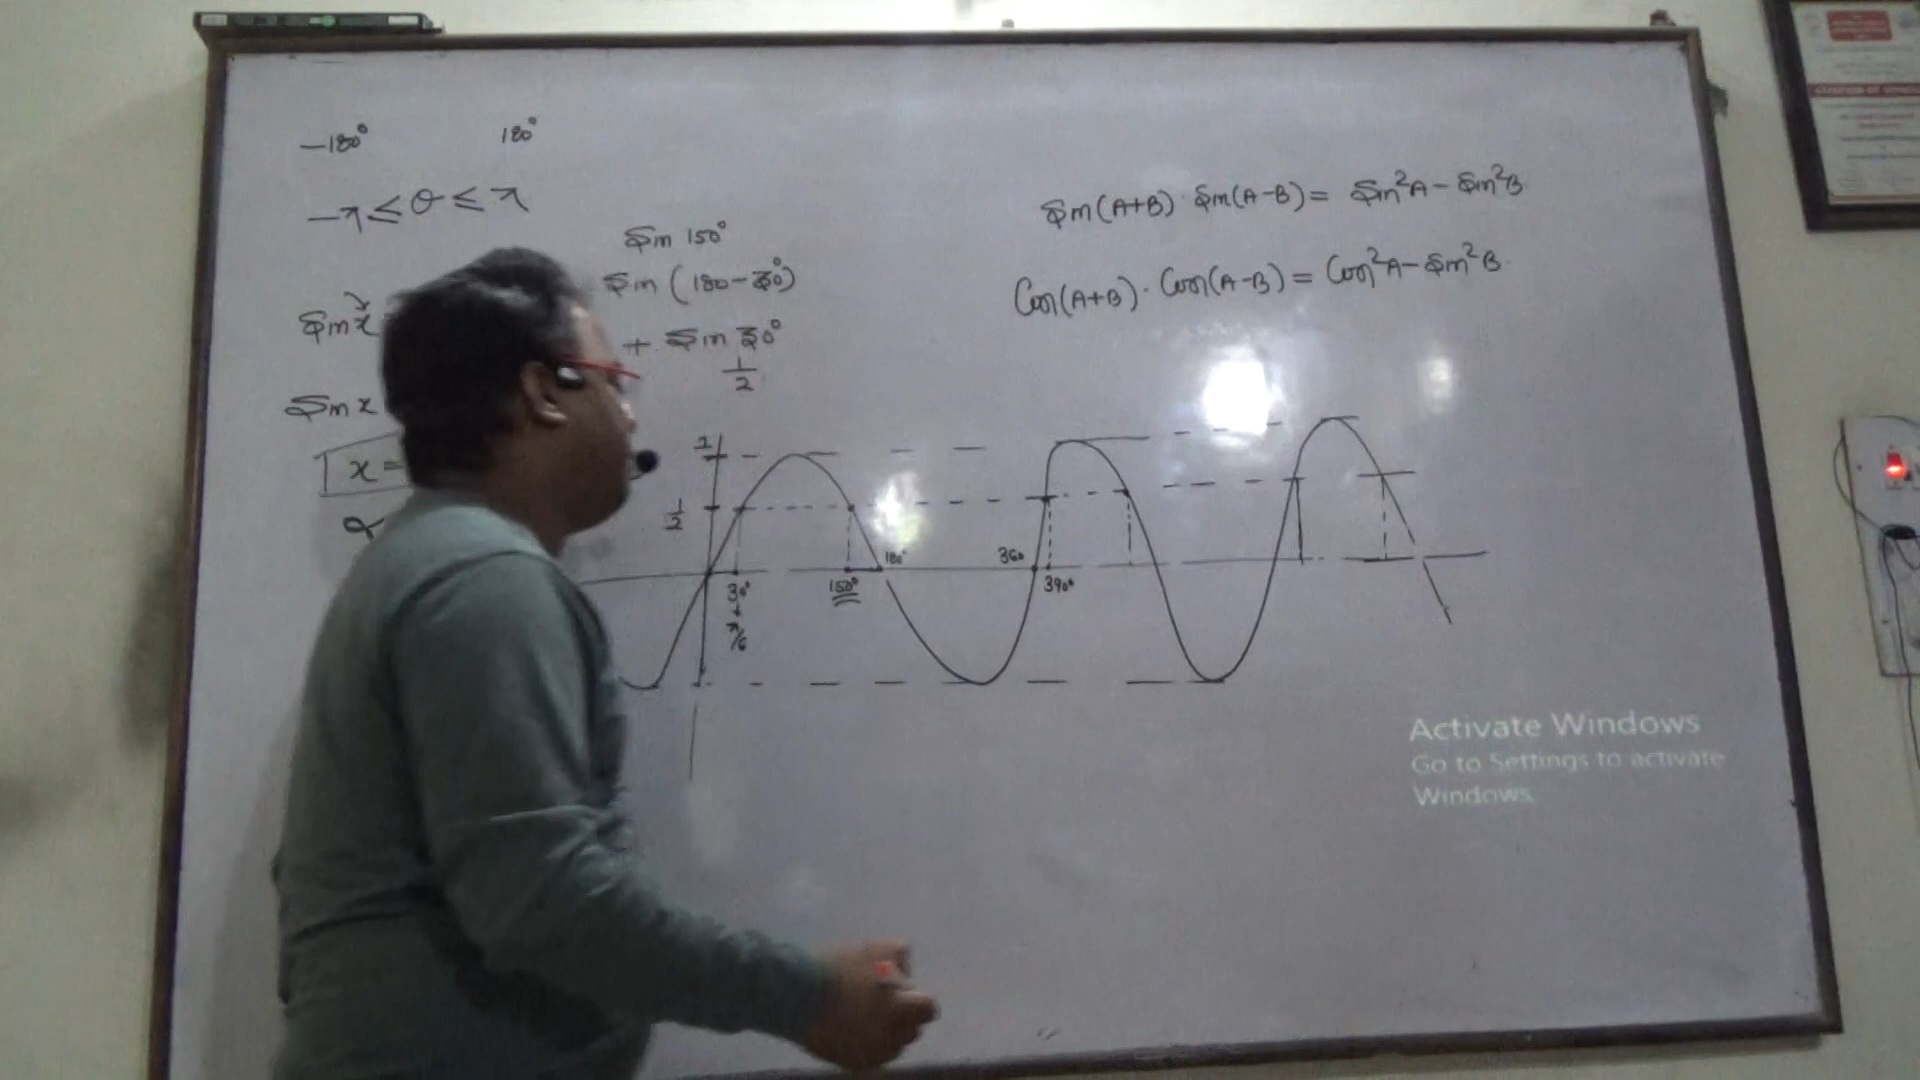 -180° 180°
-π ≤ θ ≤ π
Sin x
Sin x
x =
α
Sin 150°
Sin (180-30°)
+ Sin 30°
1/2
Sin(A+B) · Sin(A-B) = Sin²A - Sin²B
Cos(A+B) · Cos(A-B) = Cos²A - Sin²B
1
1/2
180°
360
30°
150°
390°
π/6
Activate Windows
Go to Settings to activate
Windows.